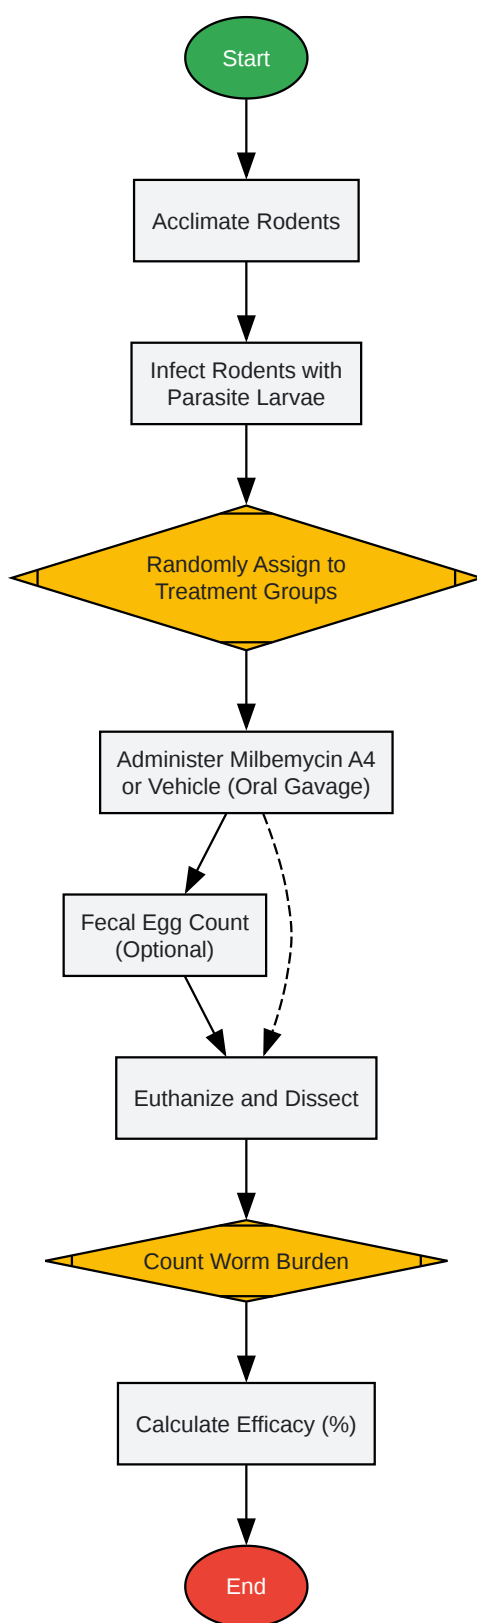 Start
Acclimate Rodents
Infect Rodents with
Parasite Larvae
Randomly Assign to
Treatment Groups
Administer Milbemycin A4
or Vehicle (Oral Gavage)
Fecal Egg Count
(Optional)
Euthanize and Dissect
Count Worm Burden
Calculate Efficacy (%)
End